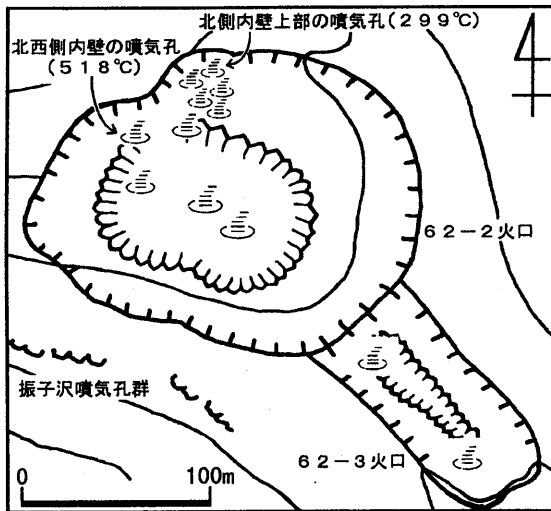 北側内壁上部の噴気孔(299℃)
北西側内壁の噴気孔
(518℃)
62-2火口
振子沢噴気孔群
62-3火口
0 100m